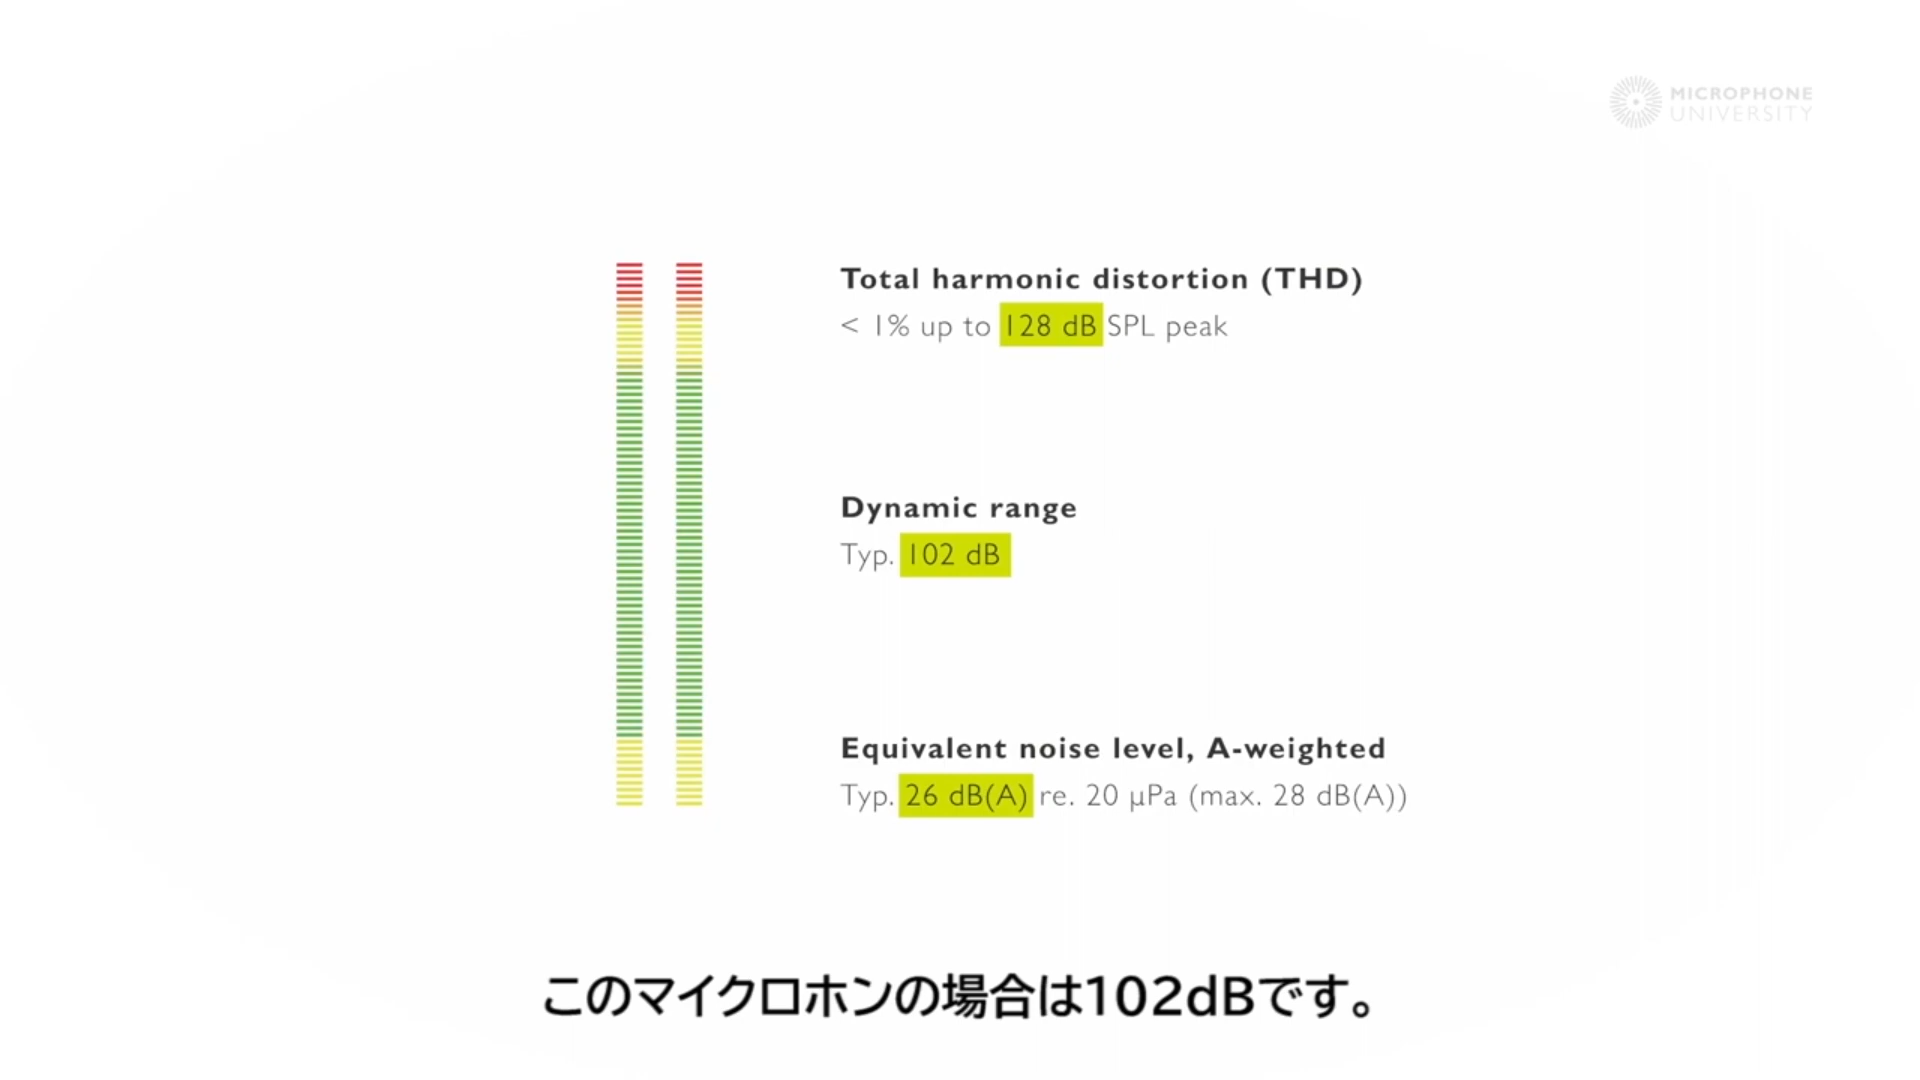 MICROPHONE
UNIVERSITY
Total harmonic distortion (THD)
< 1% up to 128 dB SPL peak
Dynamic range
Typ. 102 dB
Equivalent noise level, A-weighted
Typ. 26 dB(A) re. 20 µPa (max. 28 dB(A))
このマイクロホンの場合は102dBです。